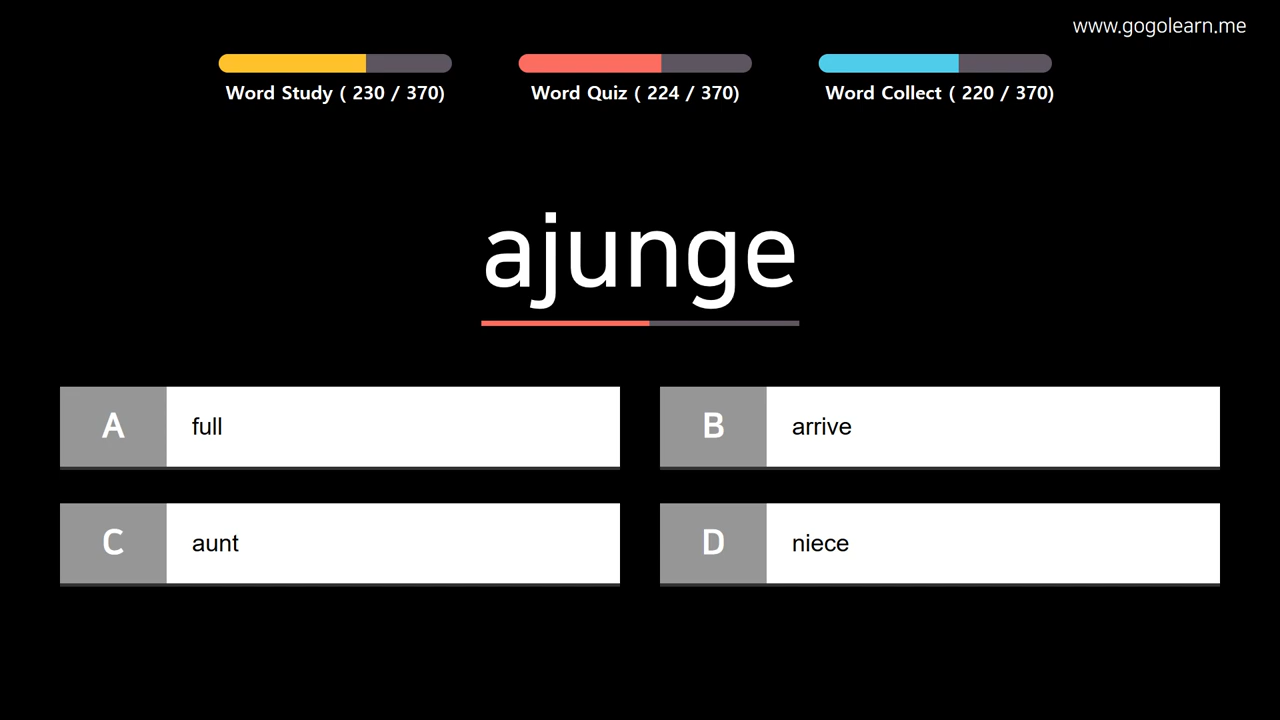 www.gogolearn.me
Word Study ( 230 / 370)
Word Quiz ( 224 / 370)
Word Collect ( 220 / 370)
ajunge
A full
B arrive
C aunt
D niece